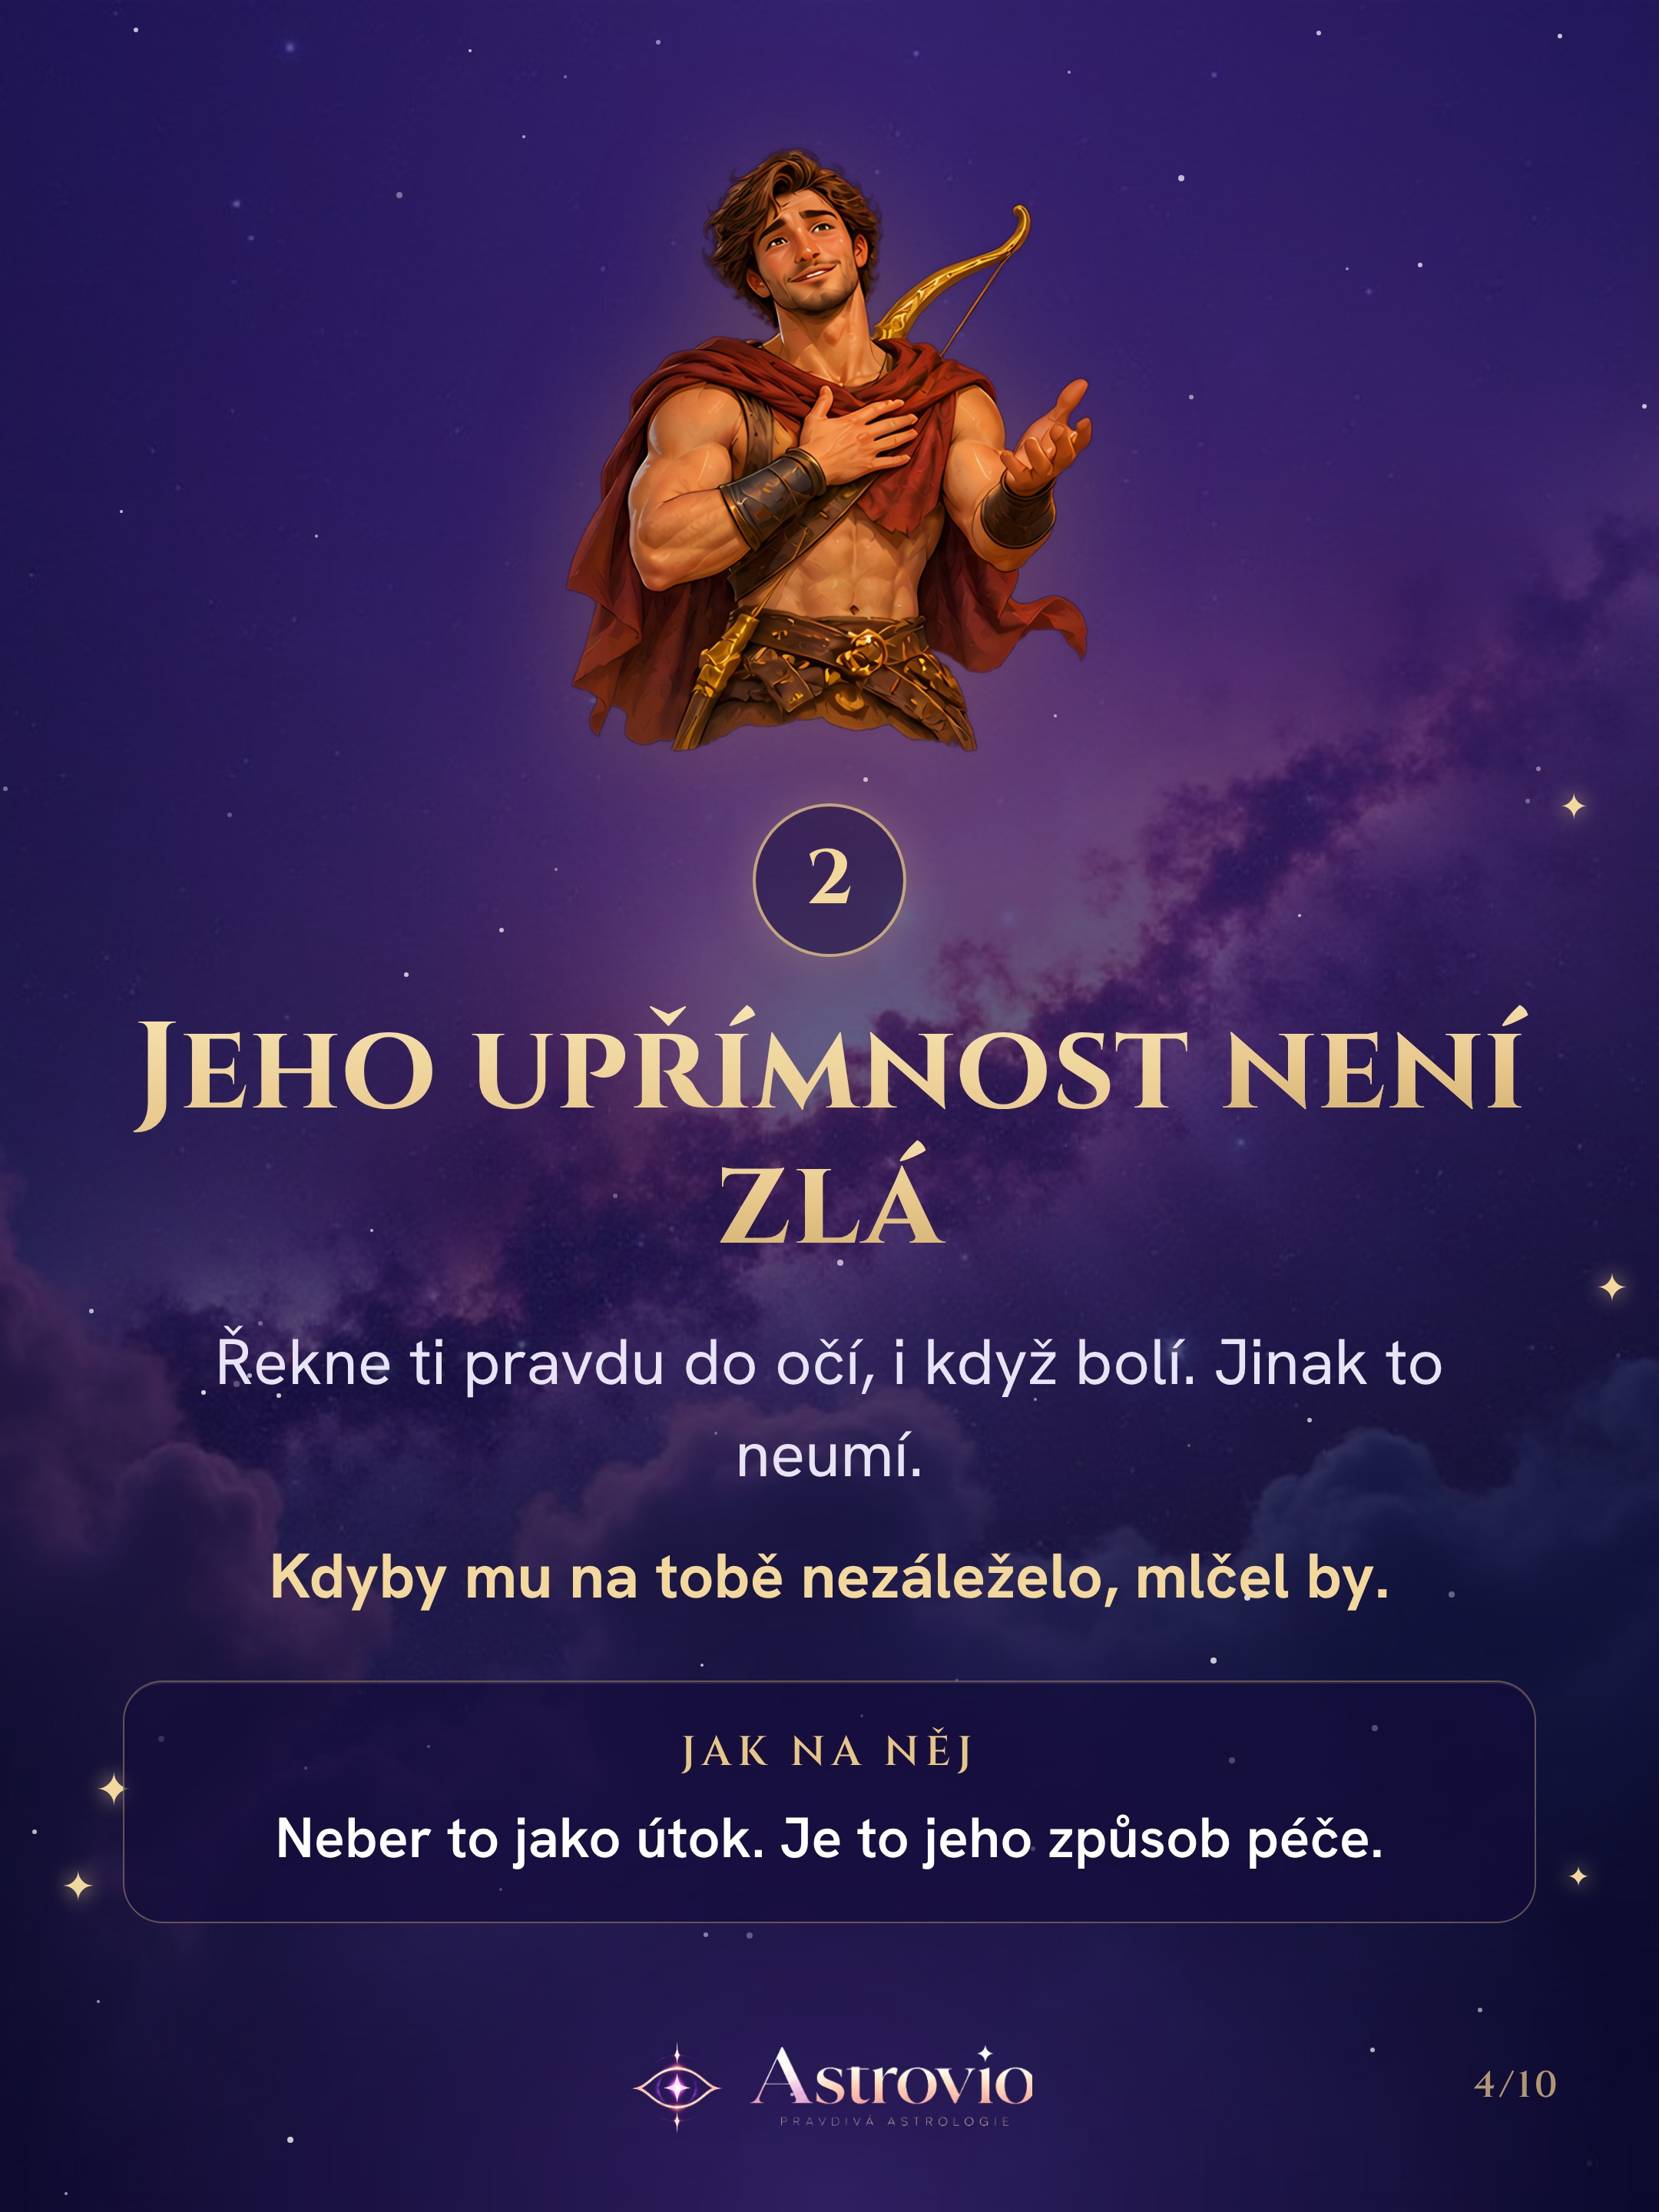 2
Jeho upřímnost není
zlá
Řekne ti pravdu do očí, i když bolí. Jinak to
neumí.
Kdyby mu na tobě nezáleželo, mlčel by.
JAK NA NĚJ
Neber to jako útok. Je to jeho způsob péče.
Astrovio
PRAVDIVÁ ASTROLOGIE
4/10